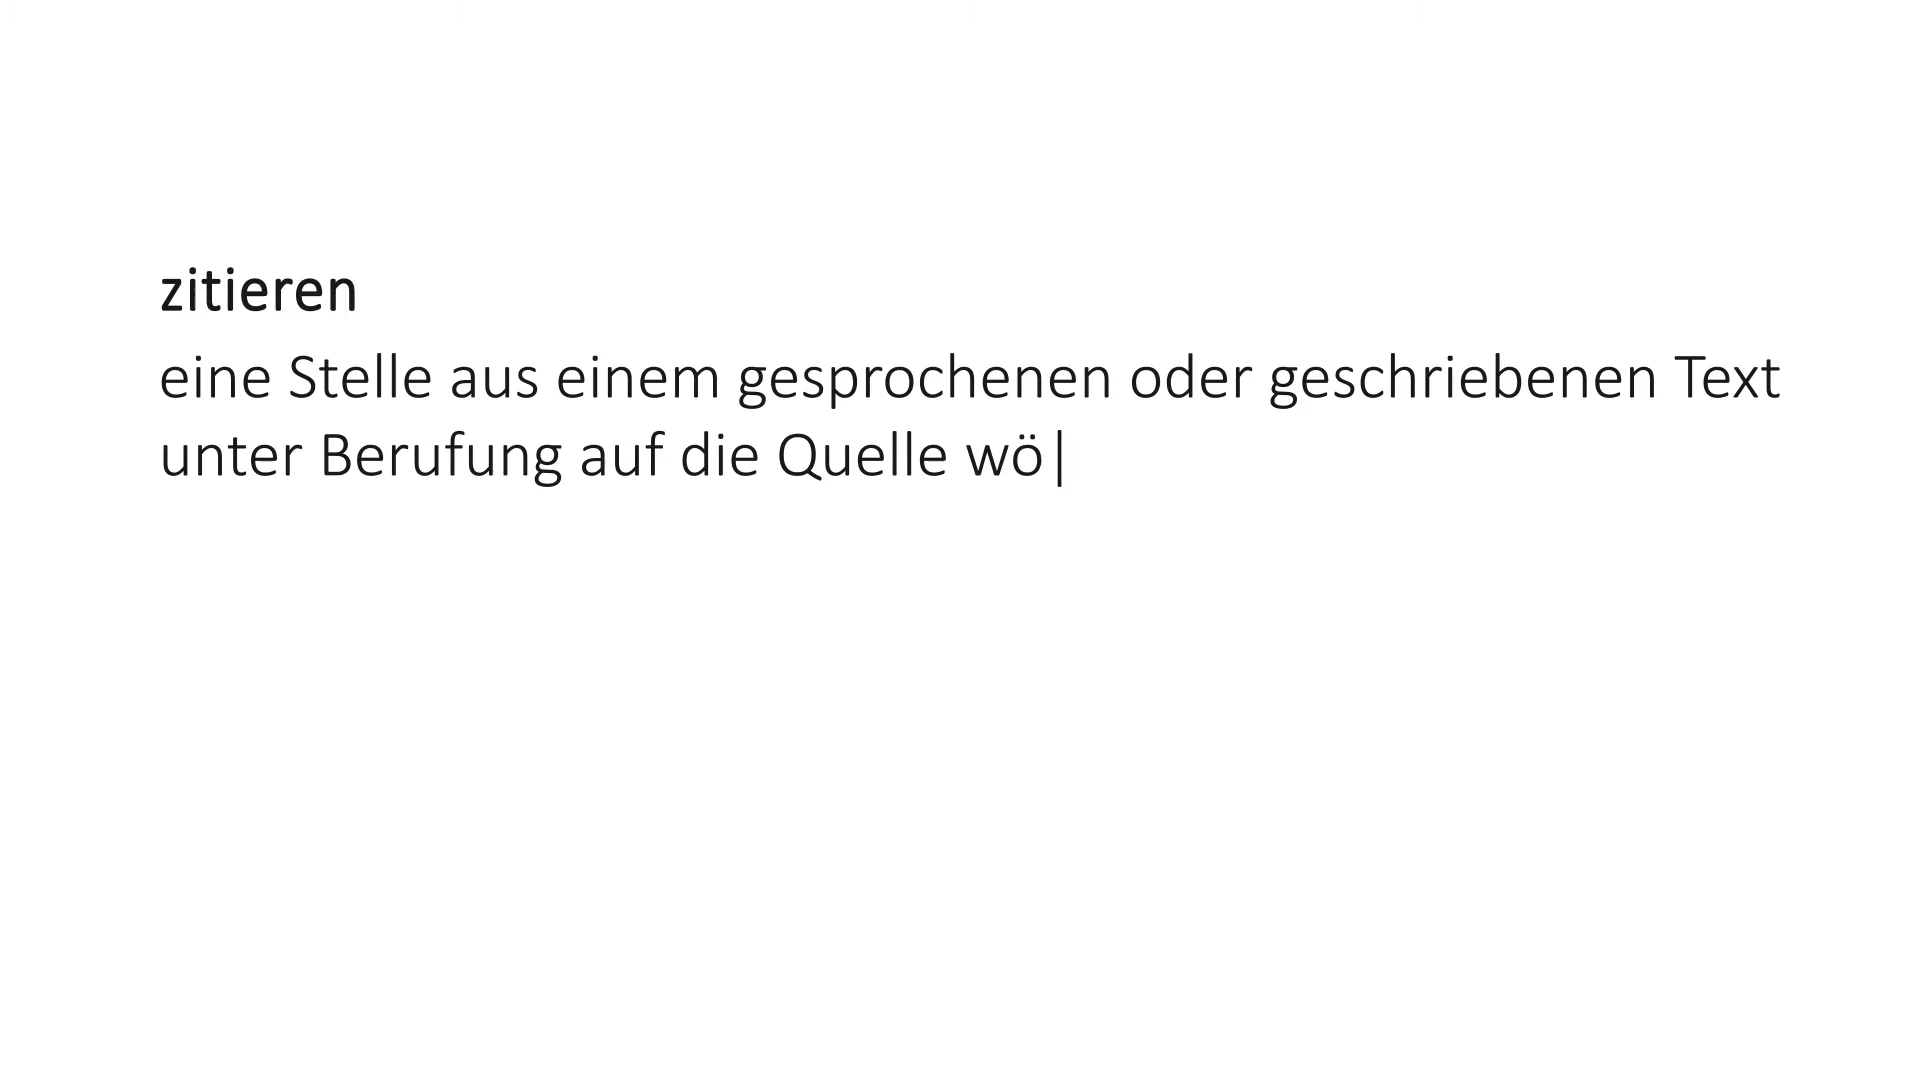 zitieren
eine Stelle aus einem gesprochenen oder geschriebenen Text
unter Berufung auf die Quelle wö|